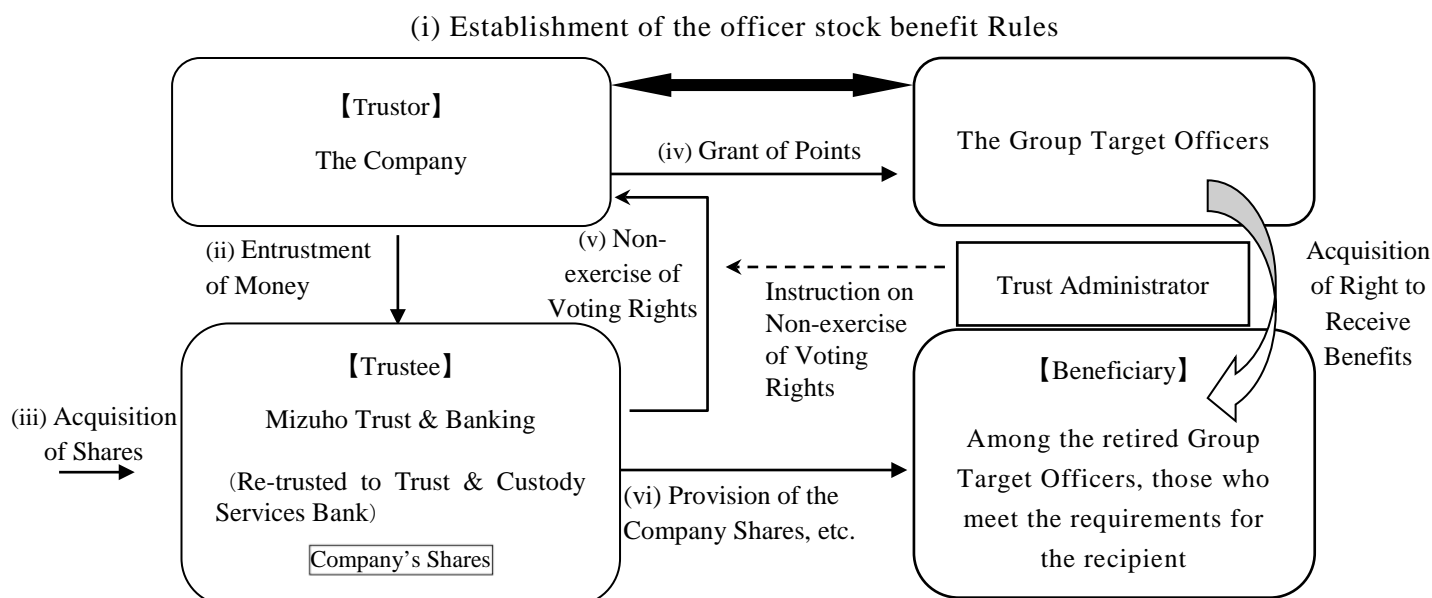 (i) Establishment of the officer stock benefit Rules
【Trustor】
The Company
(iv) Grant of Points
The Group Target Officers
(ii) Entrustment
of Money
(v) Non-
exercise of
Voting Rights
Instruction on
Non-exercise
of Voting
Rights
Trust Administrator
Acquisition
of Right to
Receive
Benefits
(iii) Acquisition
of Shares
【Trustee】
Mizuho Trust & Banking
(Re-trusted to Trust & Custody
Services Bank)
Company's Shares
(vi) Provision of the
Company Shares, etc.
【Beneficiary】
Among the retired Group
Target Officers, those who
meet the requirements for
the recipient